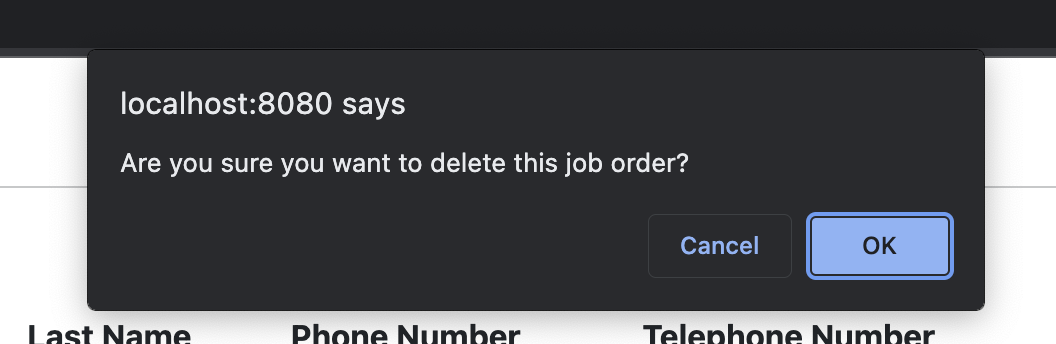 localhost:8080 says
Are you sure you want to delete this job order?
Cancel OK
Last Name Phone Number Telephone Number